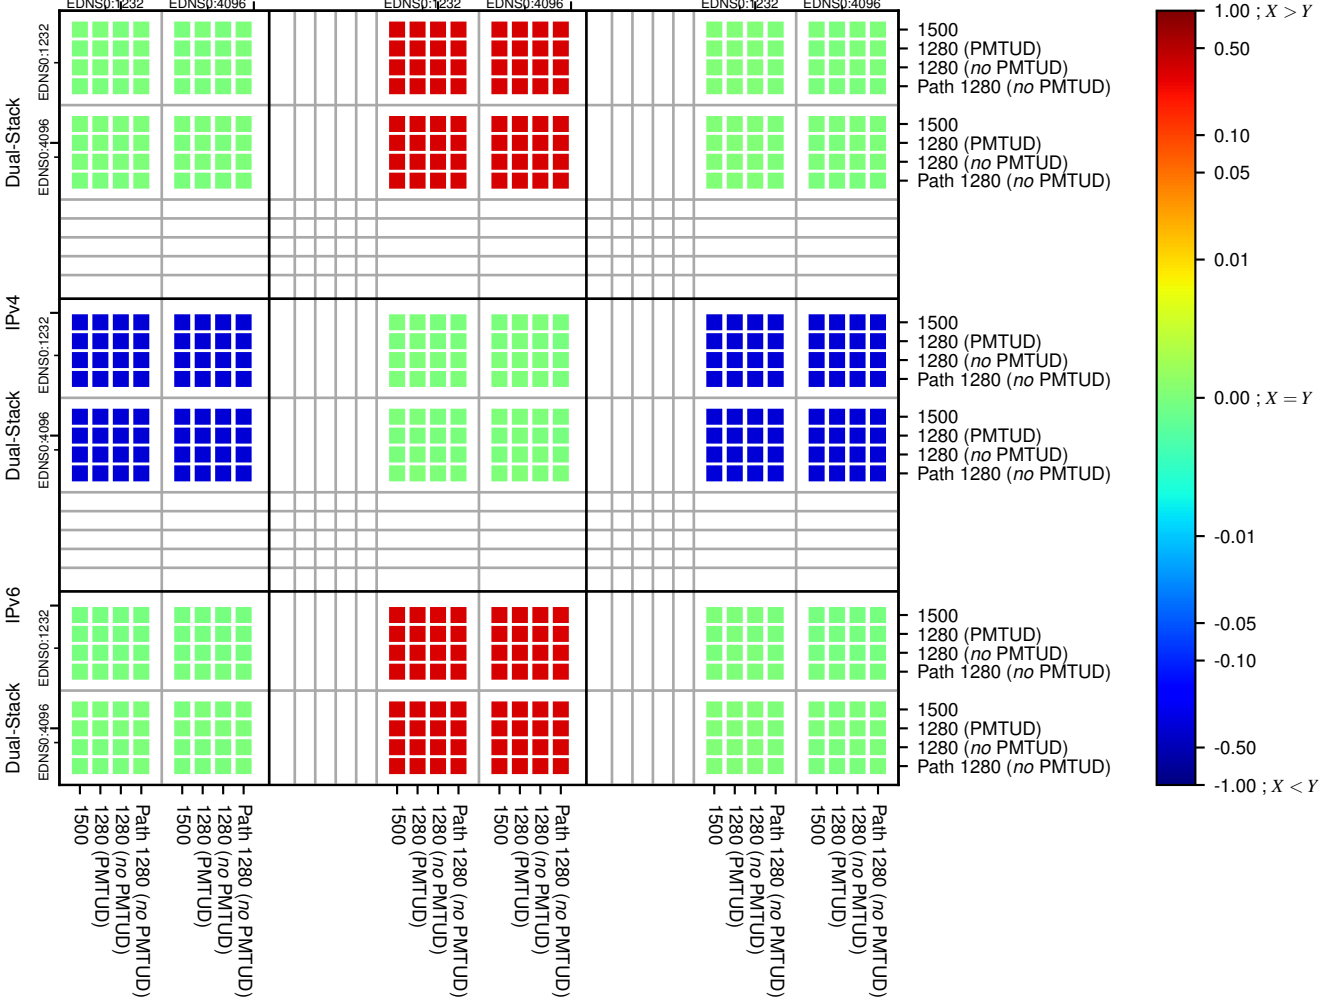 EDNS0:1232 EDNS0:4096 EDNS0:1232 EDNS0:4096 EDNS0:1232 EDNS0:4096
Dual-Stack
EDNS0:1232
1500
1280 (PMTUD)
1280 (no PMTUD)
Path 1280 (no PMTUD)
EDNS0:4096
1500
1280 (PMTUD)
1280 (no PMTUD)
Path 1280 (no PMTUD)
IPv4
Dual-Stack
EDNS0:1232
1500
1280 (PMTUD)
1280 (no PMTUD)
Path 1280 (no PMTUD)
EDNS0:4096
1500
1280 (PMTUD)
1280 (no PMTUD)
Path 1280 (no PMTUD)
IPv6
Dual-Stack
EDNS0:1232
1500
1280 (PMTUD)
1280 (no PMTUD)
Path 1280 (no PMTUD)
EDNS0:4096
1500
1280 (PMTUD)
1280 (no PMTUD)
Path 1280 (no PMTUD)
1500
1280 (PMTUD)
1280 (no PMTUD)
Path 1280 (no PMTUD)
1500
1280 (PMTUD)
1280 (no PMTUD)
Path 1280 (no PMTUD)
1500
1280 (PMTUD)
1280 (no PMTUD)
Path 1280 (no PMTUD)
1500
1280 (PMTUD)
1280 (no PMTUD)
Path 1280 (no PMTUD)
1500
1280 (PMTUD)
1280 (no PMTUD)
Path 1280 (no PMTUD)
1500
1280 (PMTUD)
1280 (no PMTUD)
Path 1280 (no PMTUD)
1.00 ; X > Y
0.50
0.10
0.05
0.01
0.00 ; X = Y
-0.01
-0.05
-0.10
-0.50
-1.00 ; X < Y